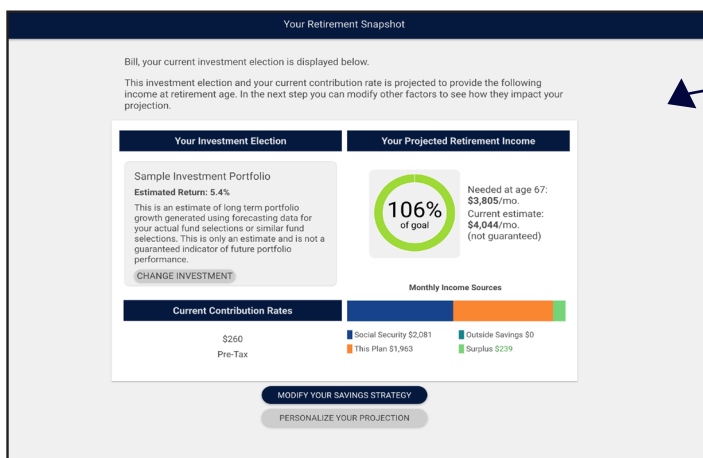 Your Retirement Snapshot
Bill, your current investment election is displayed below.
This investment election and your current contribution rate is projected to provide the following
income at retirement age. In the next step you can modify other factors to see how they impact your
projection.
Your Investment Election
Sample Investment Portfolio
Estimated Return: 5.4%
This is an estimate of long term portfolio
growth generated using forecasting data for
your actual fund selections or similar fund
selections. This is only an estimate and is not a
guaranteed indicator of future portfolio
performance.
CHANGE INVESTMENT
Current Contribution Rates
$260
Pre-Tax
Your Projected Retirement Income
106%
of goal
Needed at age 67:
$3,805/mo.
Current estimate:
$4,044/mo.
(not guaranteed)
Monthly Income Sources
Social Security $2,081
Outside Savings $0
This Plan $1,963
Surplus $239
MODIFY YOUR SAVINGS STRATEGY
PERSONALIZE YOUR PROJECTION